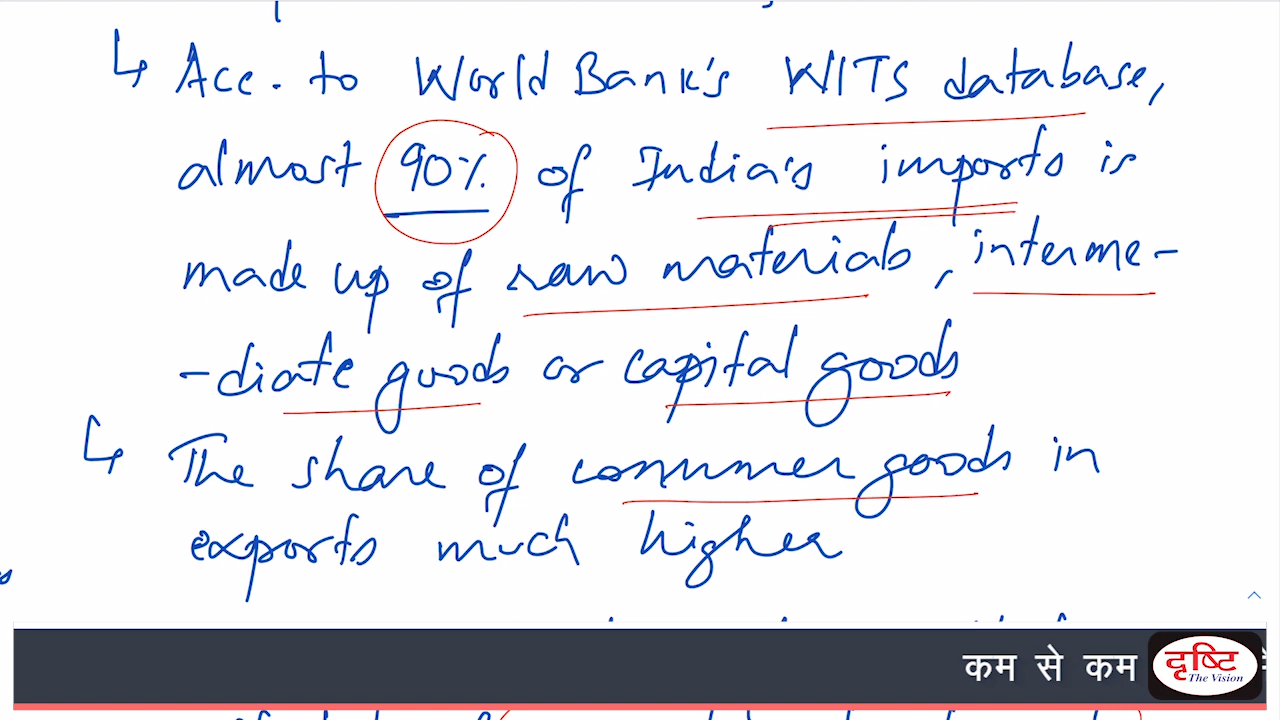 ↳ Acc. to World Bank's WITS database,
almost 90% of India's imports is
made up of raw materials, interme-
-diate goods or capital goods
↳ The share of consumer goods in
exports much higher
कम से कम
दृष्टि
The Vision